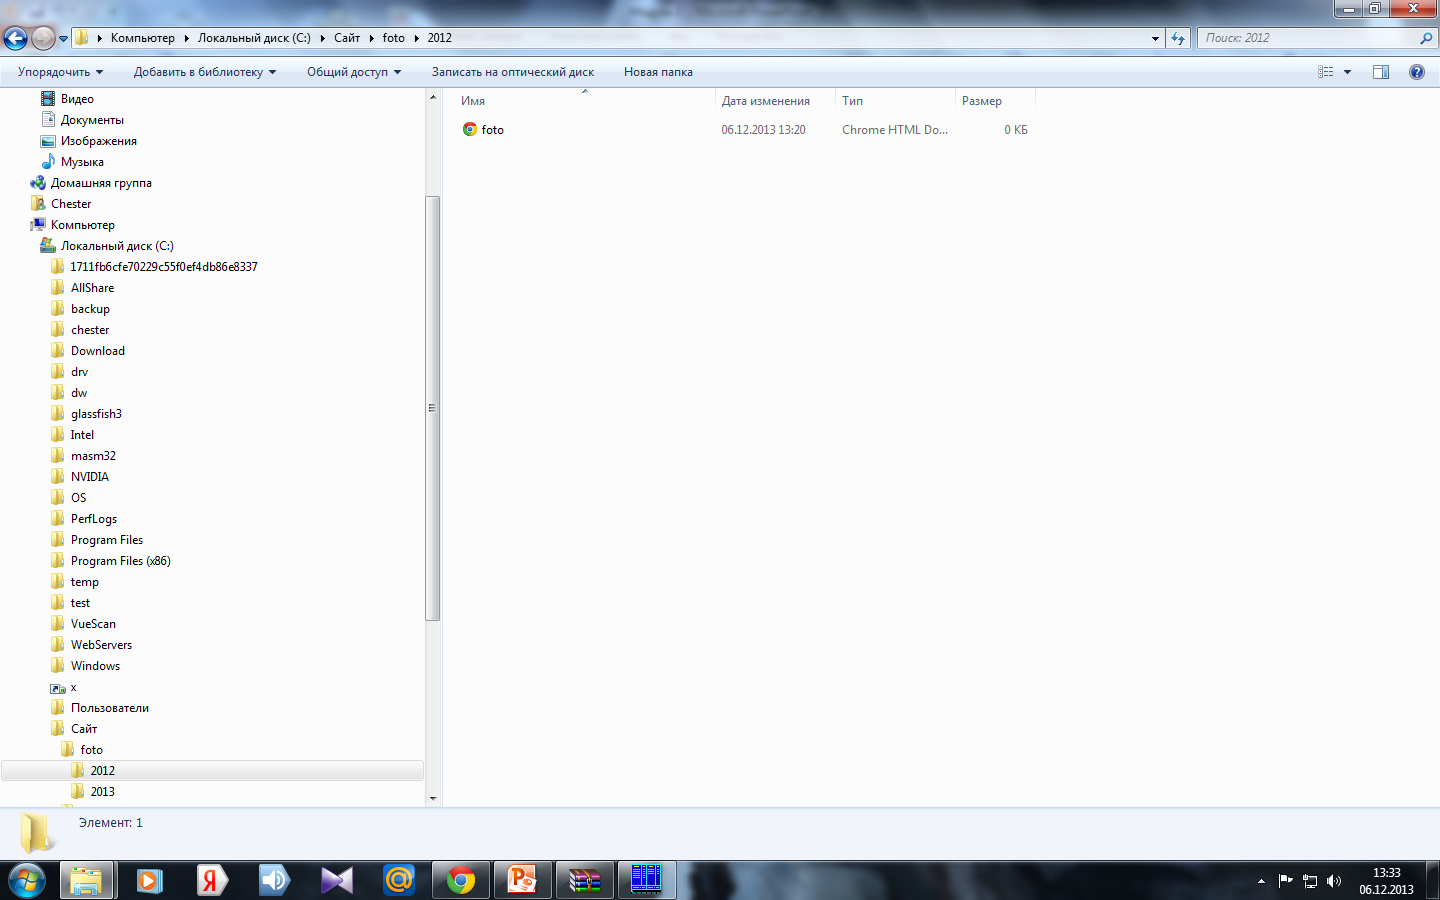 Компьютер Локальный диск (C:) Сайт foto 2012 Поиск: 2012
Упорядочить Добавить в библиотеку Общий доступ Записать на оптический диск Новая папка
Видео
Документы
Изображения
Музыка
Домашняя группа
Chester
Компьютер
Локальный диск (C:)
1711fb6cfe70229c55f0ef4db86e8337
AllShare
backup
chester
Download
drv
dw
glassfish3
Intel
masm32
NVIDIA
OS
PerfLogs
Program Files
Program Files (x86)
temp
test
VueScan
WebServers
Windows
x
Пользователи
Сайт
foto
2012
2013
Имя Дата изменения Тип Размер
foto 06.12.2013 13:20 Chrome HTML Do... 0 КБ
Элемент: 1
13:33
06.12.2013